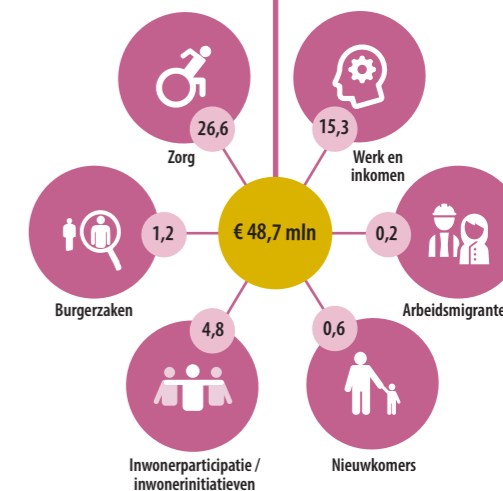 26,6
Zorg
15,3
Werk en
inkomen
1,2
Burgerzaken
€ 48,7 mln
0,2
Arbeidsmigrante
4,8
Inwonerparticipatie /
inwonerinitiatieven
0,6
Nieuwkomers